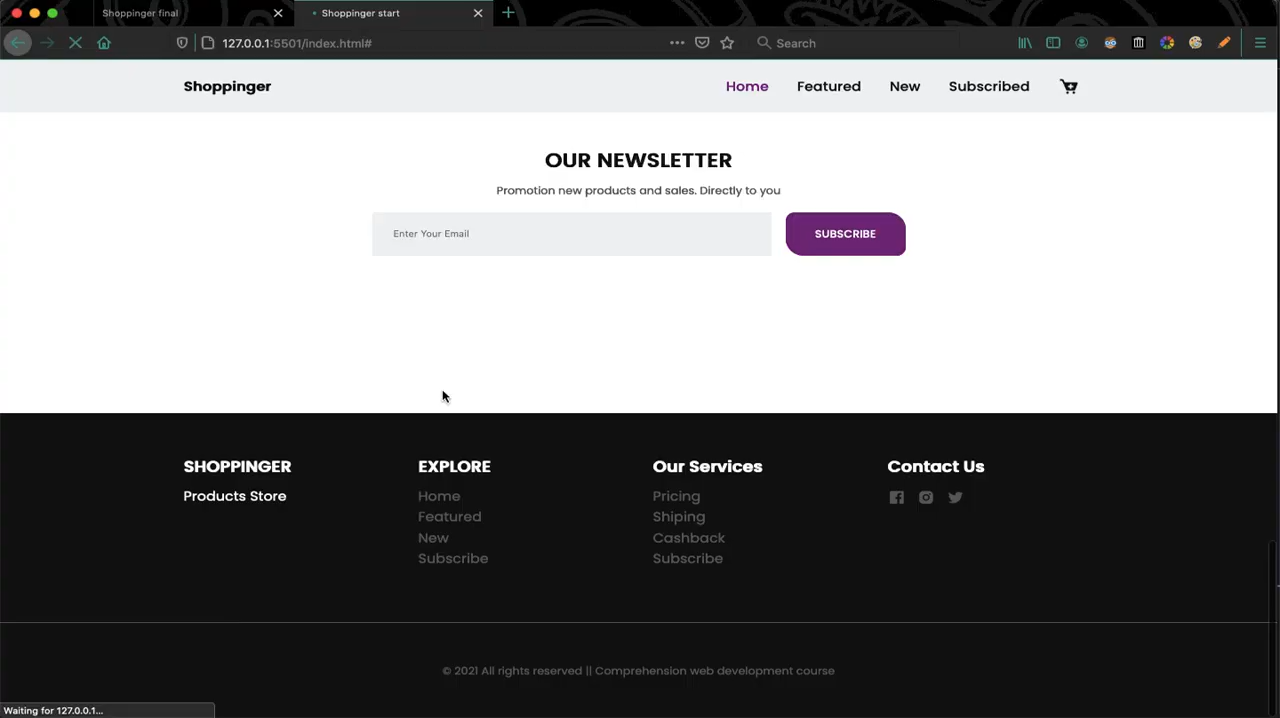 Shoppinger final
Shoppinger start
127.0.0.1:5501/index.html#
Search
Shoppinger
Home Featured New Subscribed
OUR NEWSLETTER
Promotion new products and sales. Directly to you
Enter Your Email
SUBSCRIBE
SHOPPINGER
Products Store
EXPLORE
Home
Featured
New
Subscribe
Our Services
Pricing
Shiping
Cashback
Subscribe
Contact Us
© 2021 All rights reserved || Comprehension web development course
Waiting for 127.0.0.1...